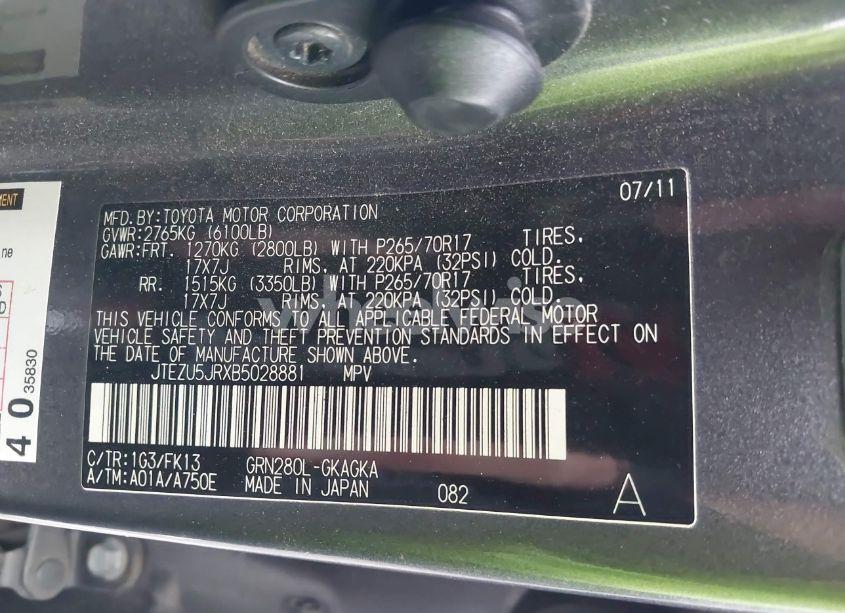 07/11
MFD.BY:TOYOTA MOTOR CORPORATION
GVWR:2765KG (6100LB)
GAWR:FRT. 1270KG (2800LB) WITH P265/70R17 TIRES.
17X7J RIMS. AT 220KPA (32PSI) COLD.
RR. 1515KG (3350LB) WITH P265/70R17 TIRES.
17X7J RIMS. AT 220KPA (32PSI) COLD.
THIS VEHICLE CONFORMS TO ALL APPLICABLE FEDERAL MOTOR
VEHICLE SAFETY AND THEFT PREVENTION STANDARDS IN EFFECT ON
THE DATE OF MANUFACTURE SHOWN ABOVE.
JTEZU5JRXB5028881 MPV
C/TR:1G3/FK13 GRN280L-GKAGKA
A/TM:A01A/A750E MADE IN JAPAN 082 A
4035830